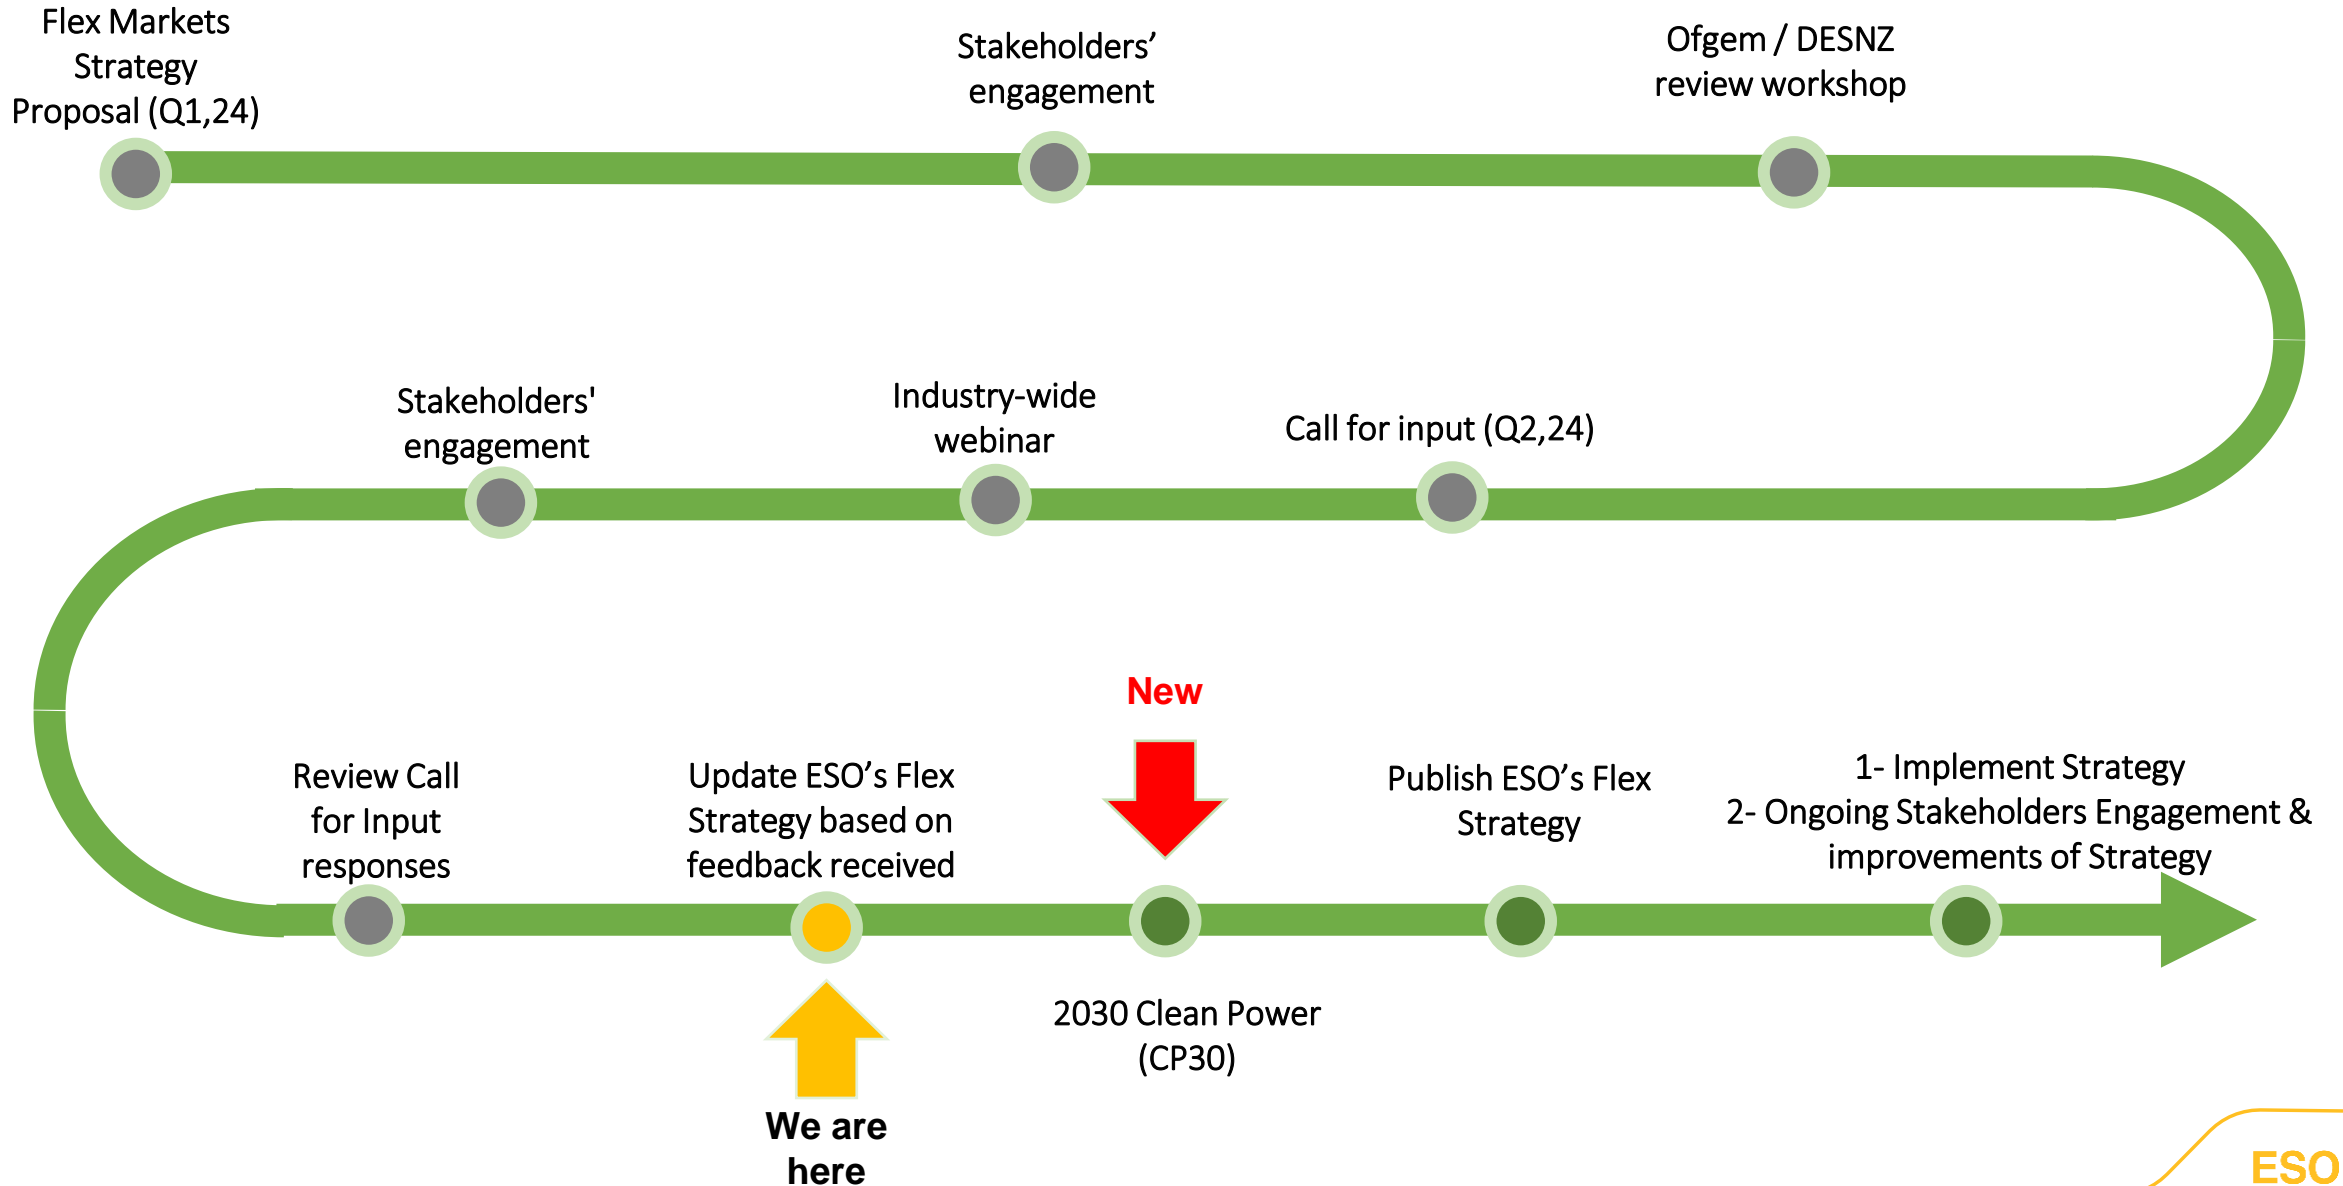 Flex Markets
Strategy
Proposal (Q1,24)
Stakeholders’
engagement
Ofgem / DESNZ
review workshop
Call for input (Q2,24)
Industry-wide
webinar
Stakeholders'
engagement
Review Call
for Input
responses
Update ESO’s Flex
Strategy based on
feedback received
We are
here
New
2030 Clean Power
(CP30)
Publish ESO’s Flex
Strategy
1- Implement Strategy
2- Ongoing Stakeholders Engagement &
improvements of Strategy
ESO